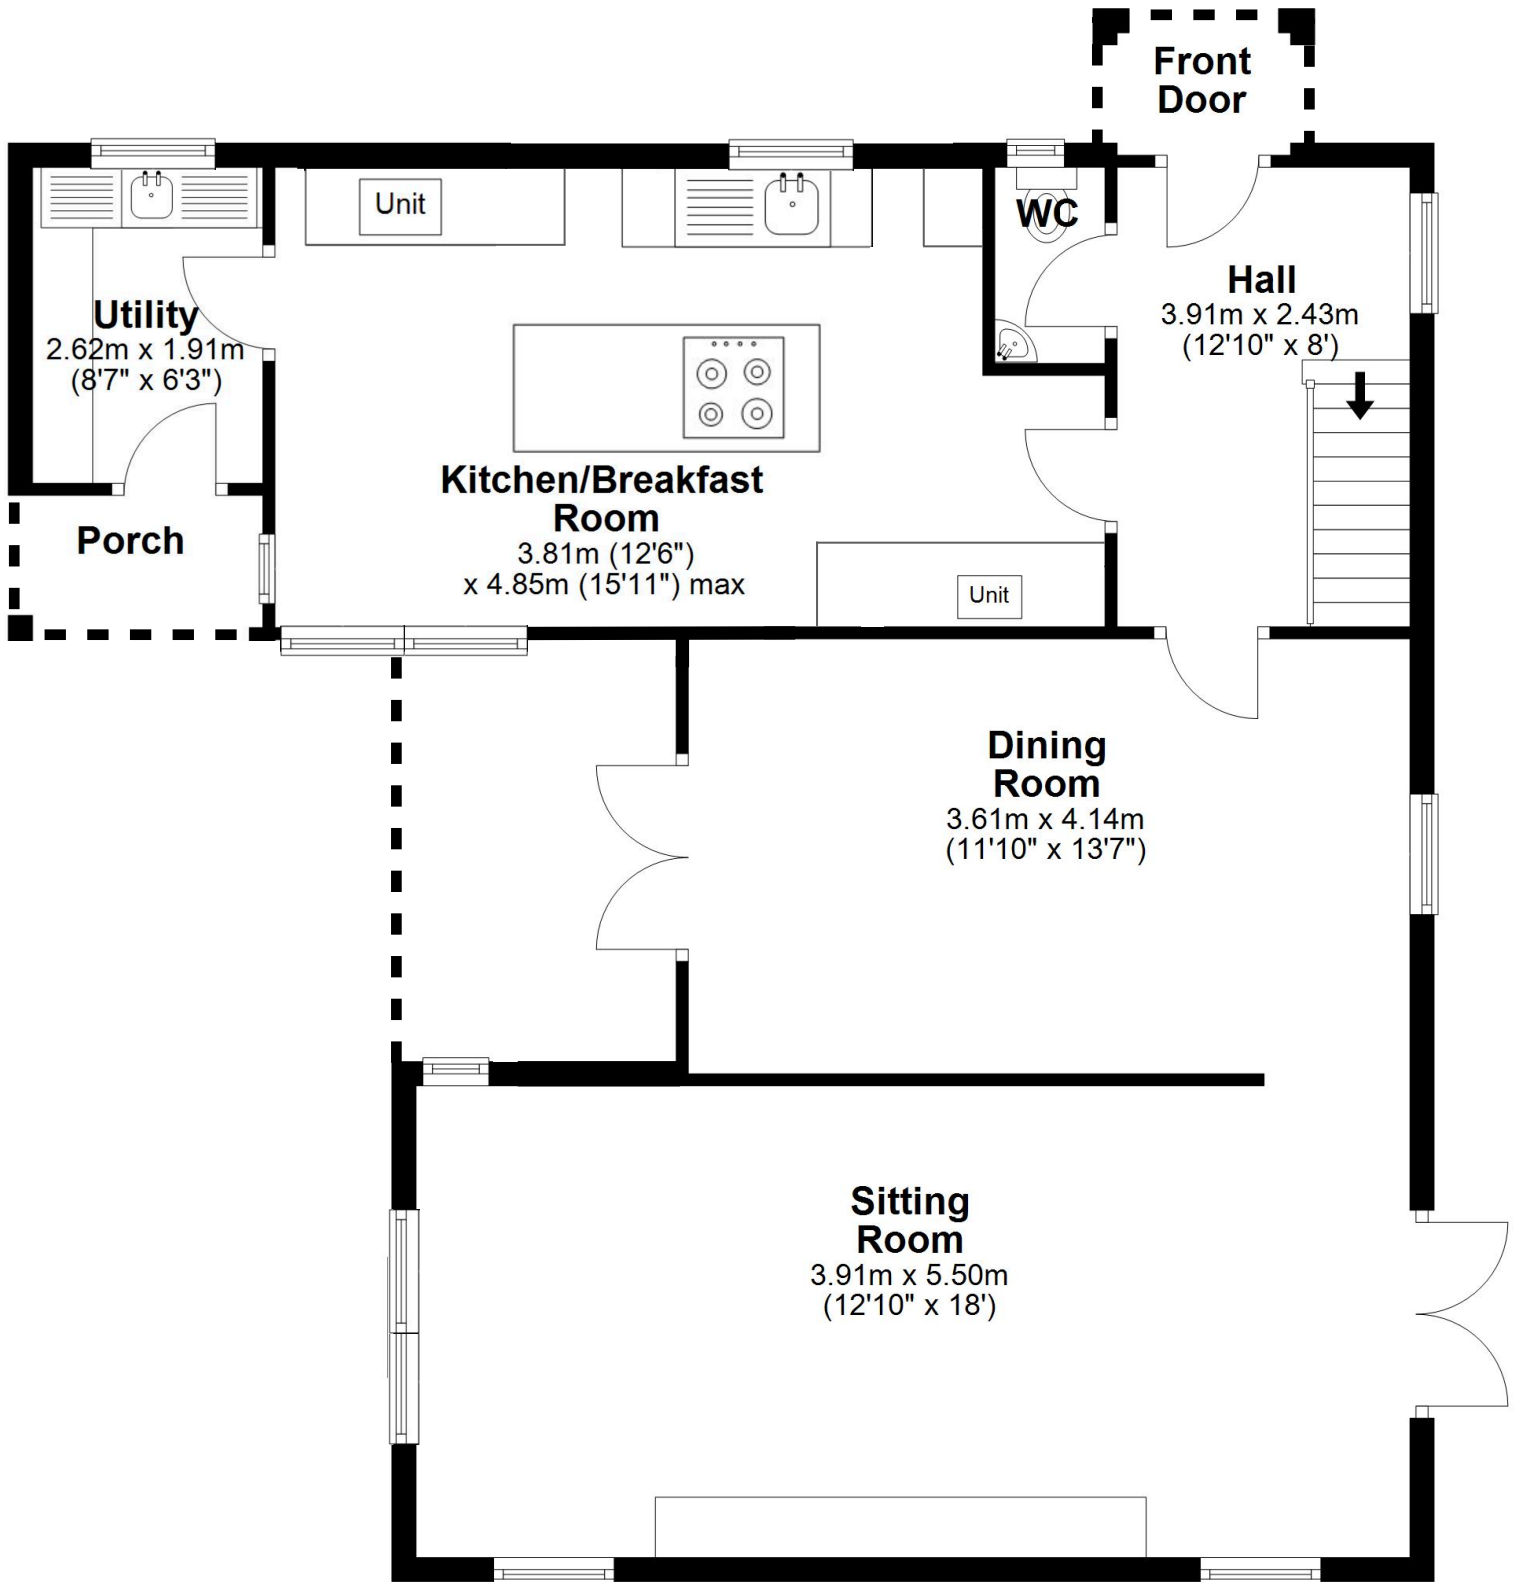 Front
Door
Unit
WC
Hall
3.91m x 2.43m
(12'10" x 8')
Utility
2.62m x 1.91m
(8'7" x 6'3")
Kitchen/Breakfast
Room
3.81m (12'6")
x 4.85m (15'11") max
Porch
Unit
Dining
Room
3.61m x 4.14m
(11'10" x 13'7")
Sitting
Room
3.91m x 5.50m
(12'10" x 18')